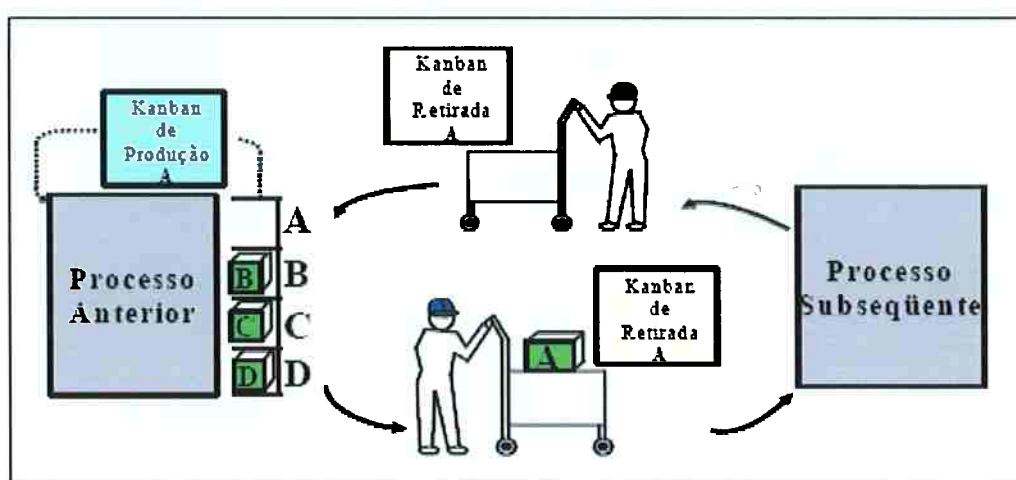 Kanban
de
Retirada
A
Kanban
de
Produção
A
A
Processo
Anterior
B B
C C
D D
Processo
Subseqüente
Kanban
de
Retirada
A
A